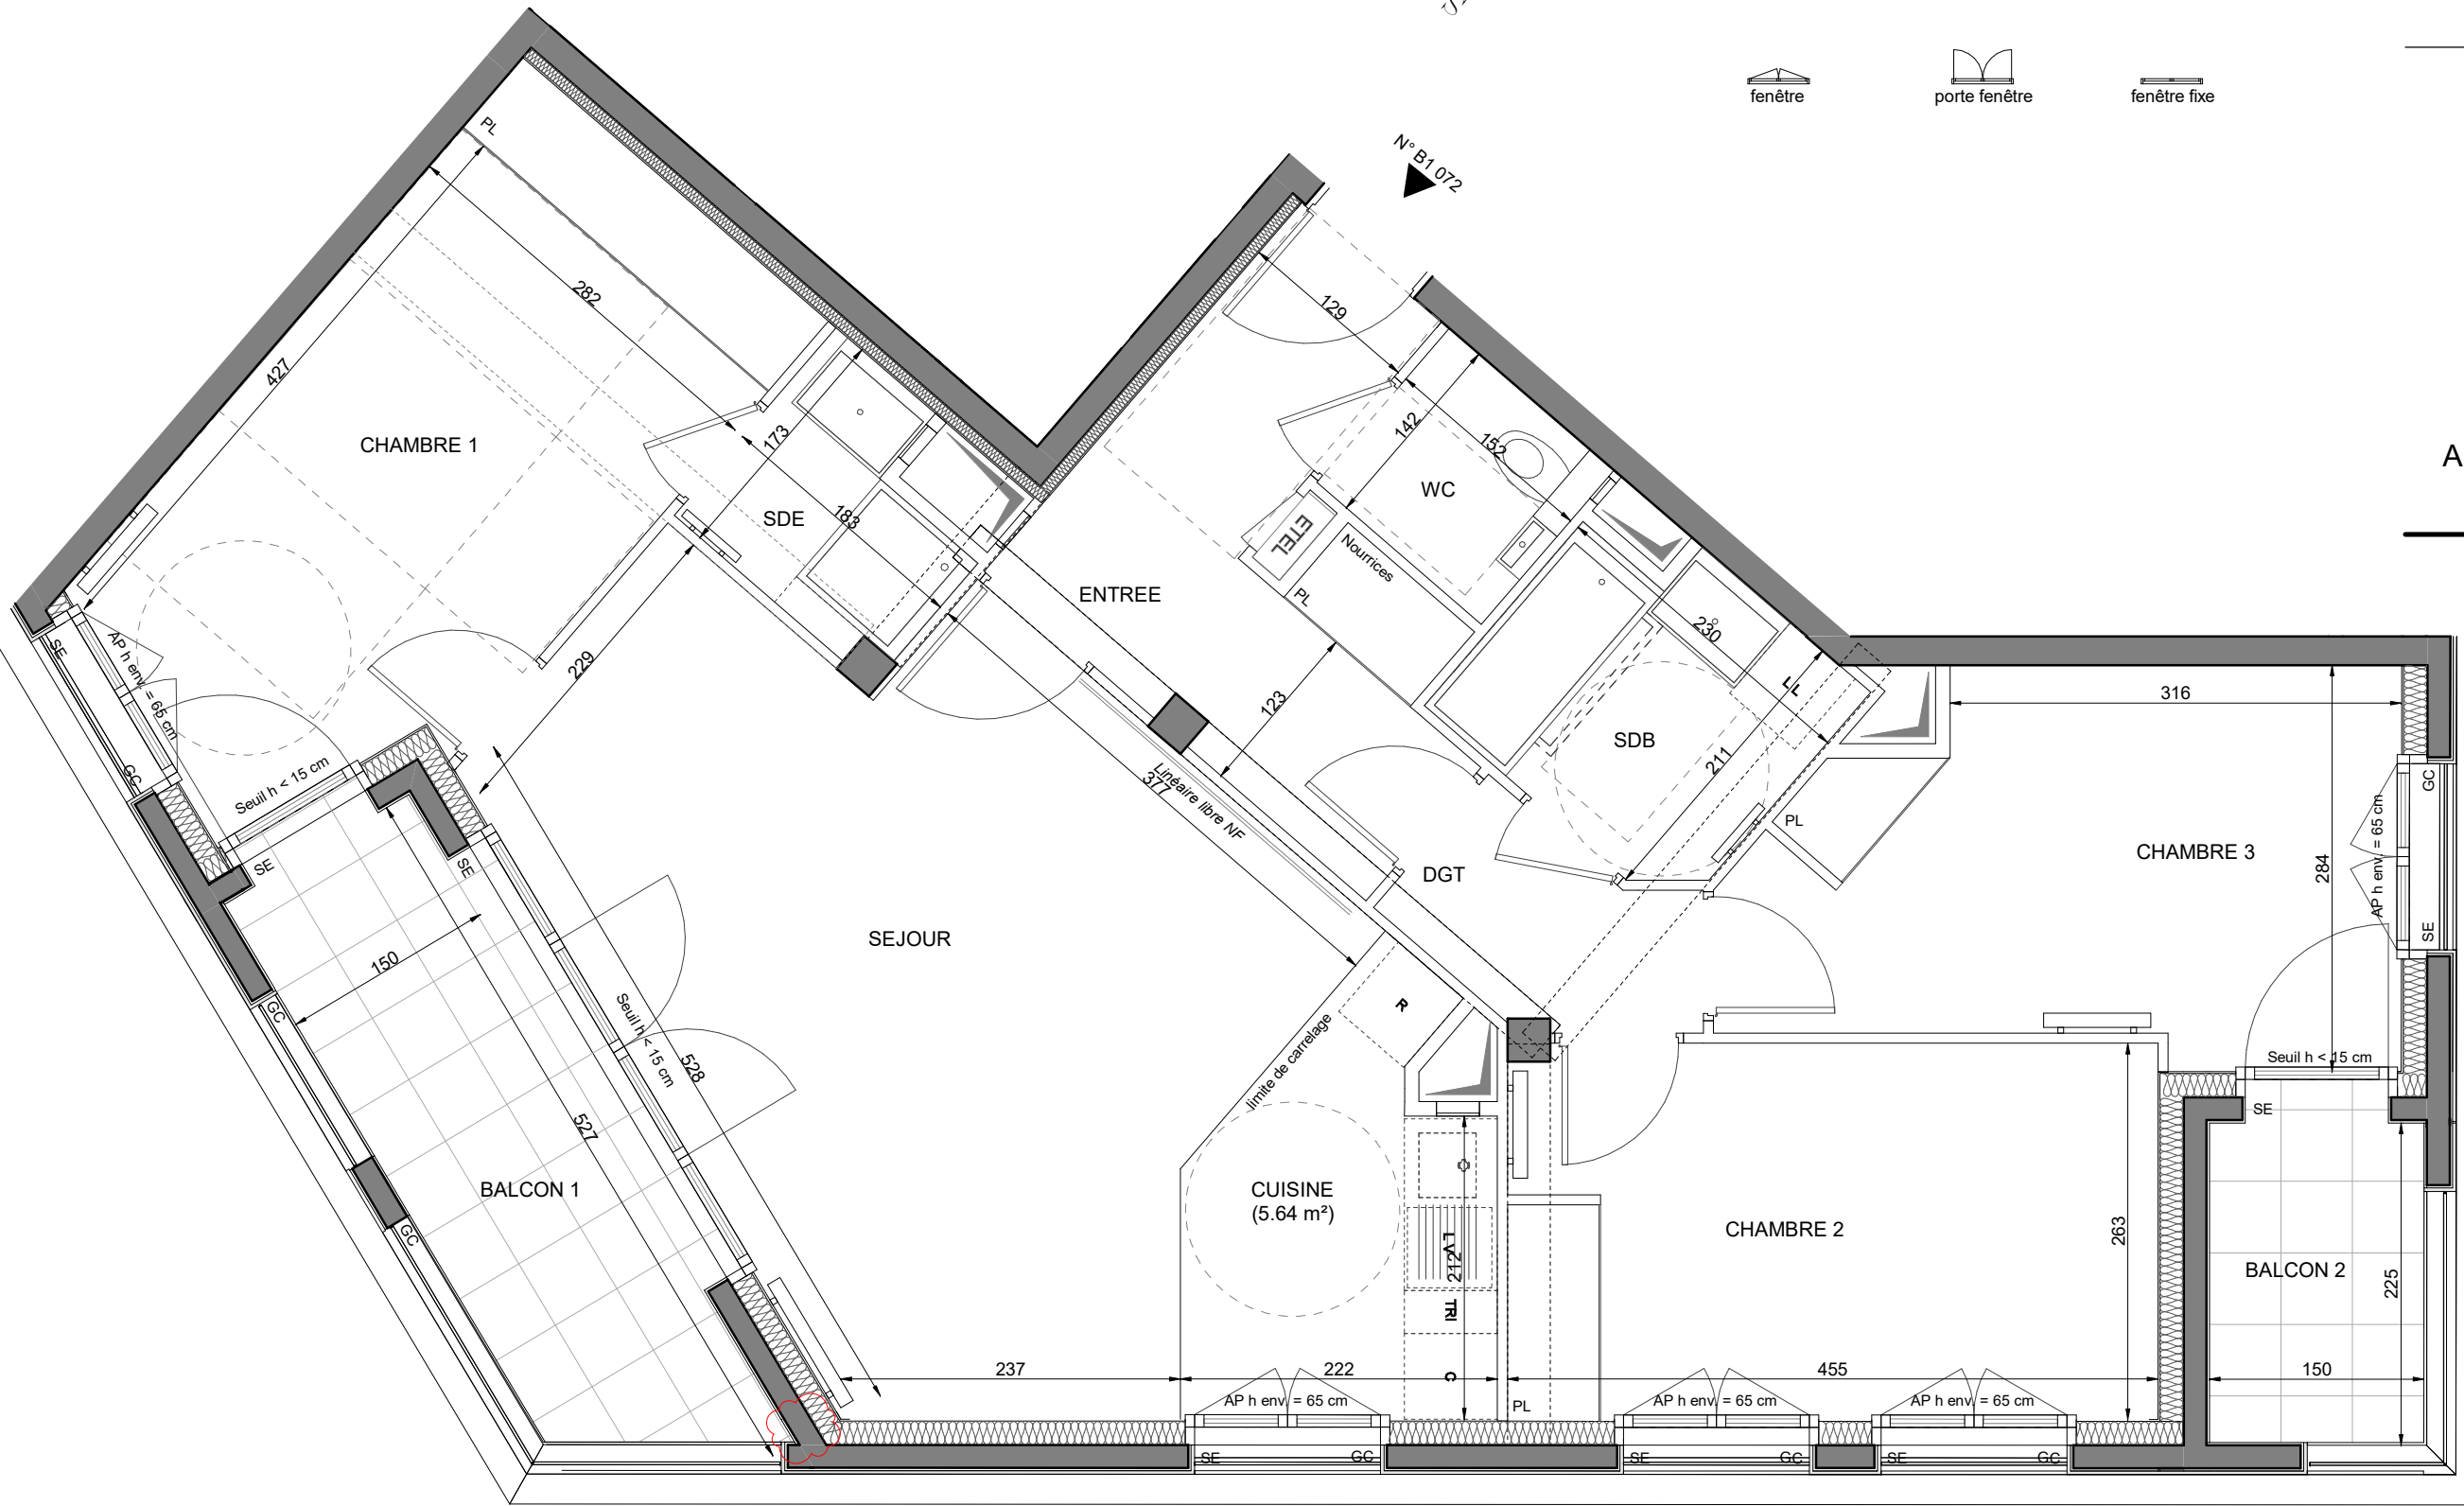 fenêtre
porte fenêtre
fenêtre fixe
N° B1 072
A
PL
282
427
CHAMBRE 1
173
SDE
183
129
142
152
WC
ETEL
Nourrices
PL
ENTREE
230
LL
SDB
211
123
229
316
PL
CHAMBRE 3
284
AP h env. = 65 cm
GC
SE
SE
AP h env. = 65 cm
GC
Seuil h < 15 cm
SE
SE
Linéaire libre NF
377
DGT
SEJOUR
150
GC
Seuil h < 15 cm
528
527
R
limite de carrelage
Seuil h < 15 cm
SE
BALCON 1
GC
CUISINE
(5.64 m²)
LV
212
TRI
C
CHAMBRE 2
263
BALCON 2
225
237
222
455
150
AP h env. = 65 cm
PL
AP h env. = 65 cm
AP h env. = 65 cm
SE
GC
SE
GC
SE
GC